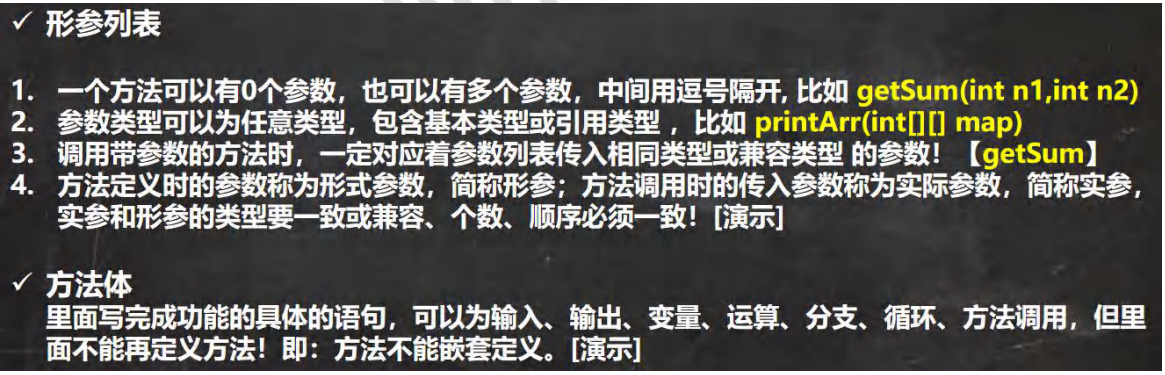 ✓ 形参列表
1. 一个方法可以有0个参数，也可以有多个参数，中间用逗号隔开, 比如 getSum(int n1,int n2)
2. 参数类型可以为任意类型，包含基本类型或引用类型 ，比如 printArr(int[][] map)
3. 调用带参数的方法时，一定对应着参数列表传入相同类型或兼容类型 的参数！【getSum】
4. 方法定义时的参数称为形式参数，简称形参；方法调用时的传入参数称为实际参数，简称实参，
实参和形参的类型要一致或兼容、个数、顺序必须一致！[演示]
✓ 方法体
里面写完成功能的具体的语句，可以为输入、输出、变量、运算、分支、循环、方法调用，但里
面不能再定义方法！即：方法不能嵌套定义。[演示]